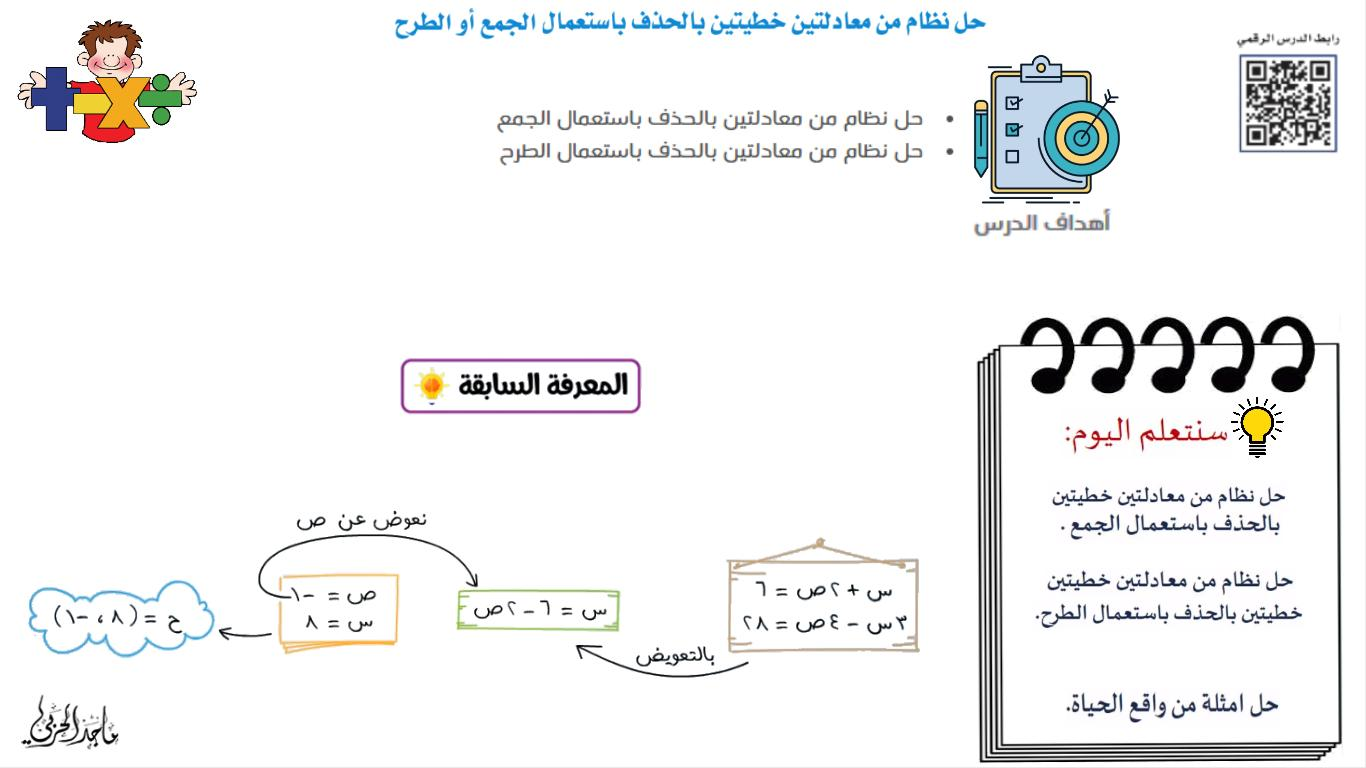 حل نظام من معادلتين خطيتين بالحذف باستعمال الجمع أو الطرح
رابط الدرس الرقمي
• حل نظام من معادلتين بالحذف باستعمال الجمع
• حل نظام من معادلتين بالحذف باستعمال الطرح
أهداف الدرس
المعرفة السابقة
سنتعلم اليوم:
حل نظام من معادلتين خطيتين
بالحذف باستعمال الجمع .
حل نظام من معادلتين خطيتين
خطيتين بالحذف باستعمال الطرح.
حل امثلة من واقع الحياة.
س + ٢ص = ٦
٣س - ٤ص = ٢٨
بالتعويض
س = ٦ - ٢ص
نعوض عن ص
ص = -١
س = ٨
ح = (٨ ، -١)
ماجد الحربي